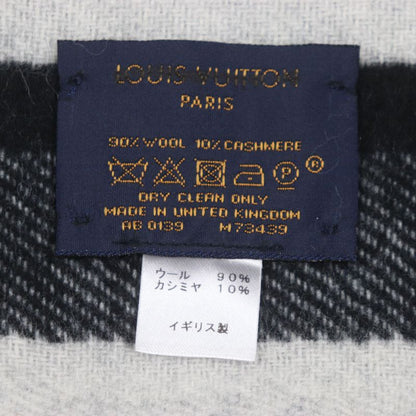 LOUIS VUITTON
PARIS
90% WOOL 10% CASHMERE
P ®
DRY CLEAN ONLY
MADE IN UNITED KINGDOM
AB 0139 M73439
ウール 90%
カシミヤ 10%
イギリス製